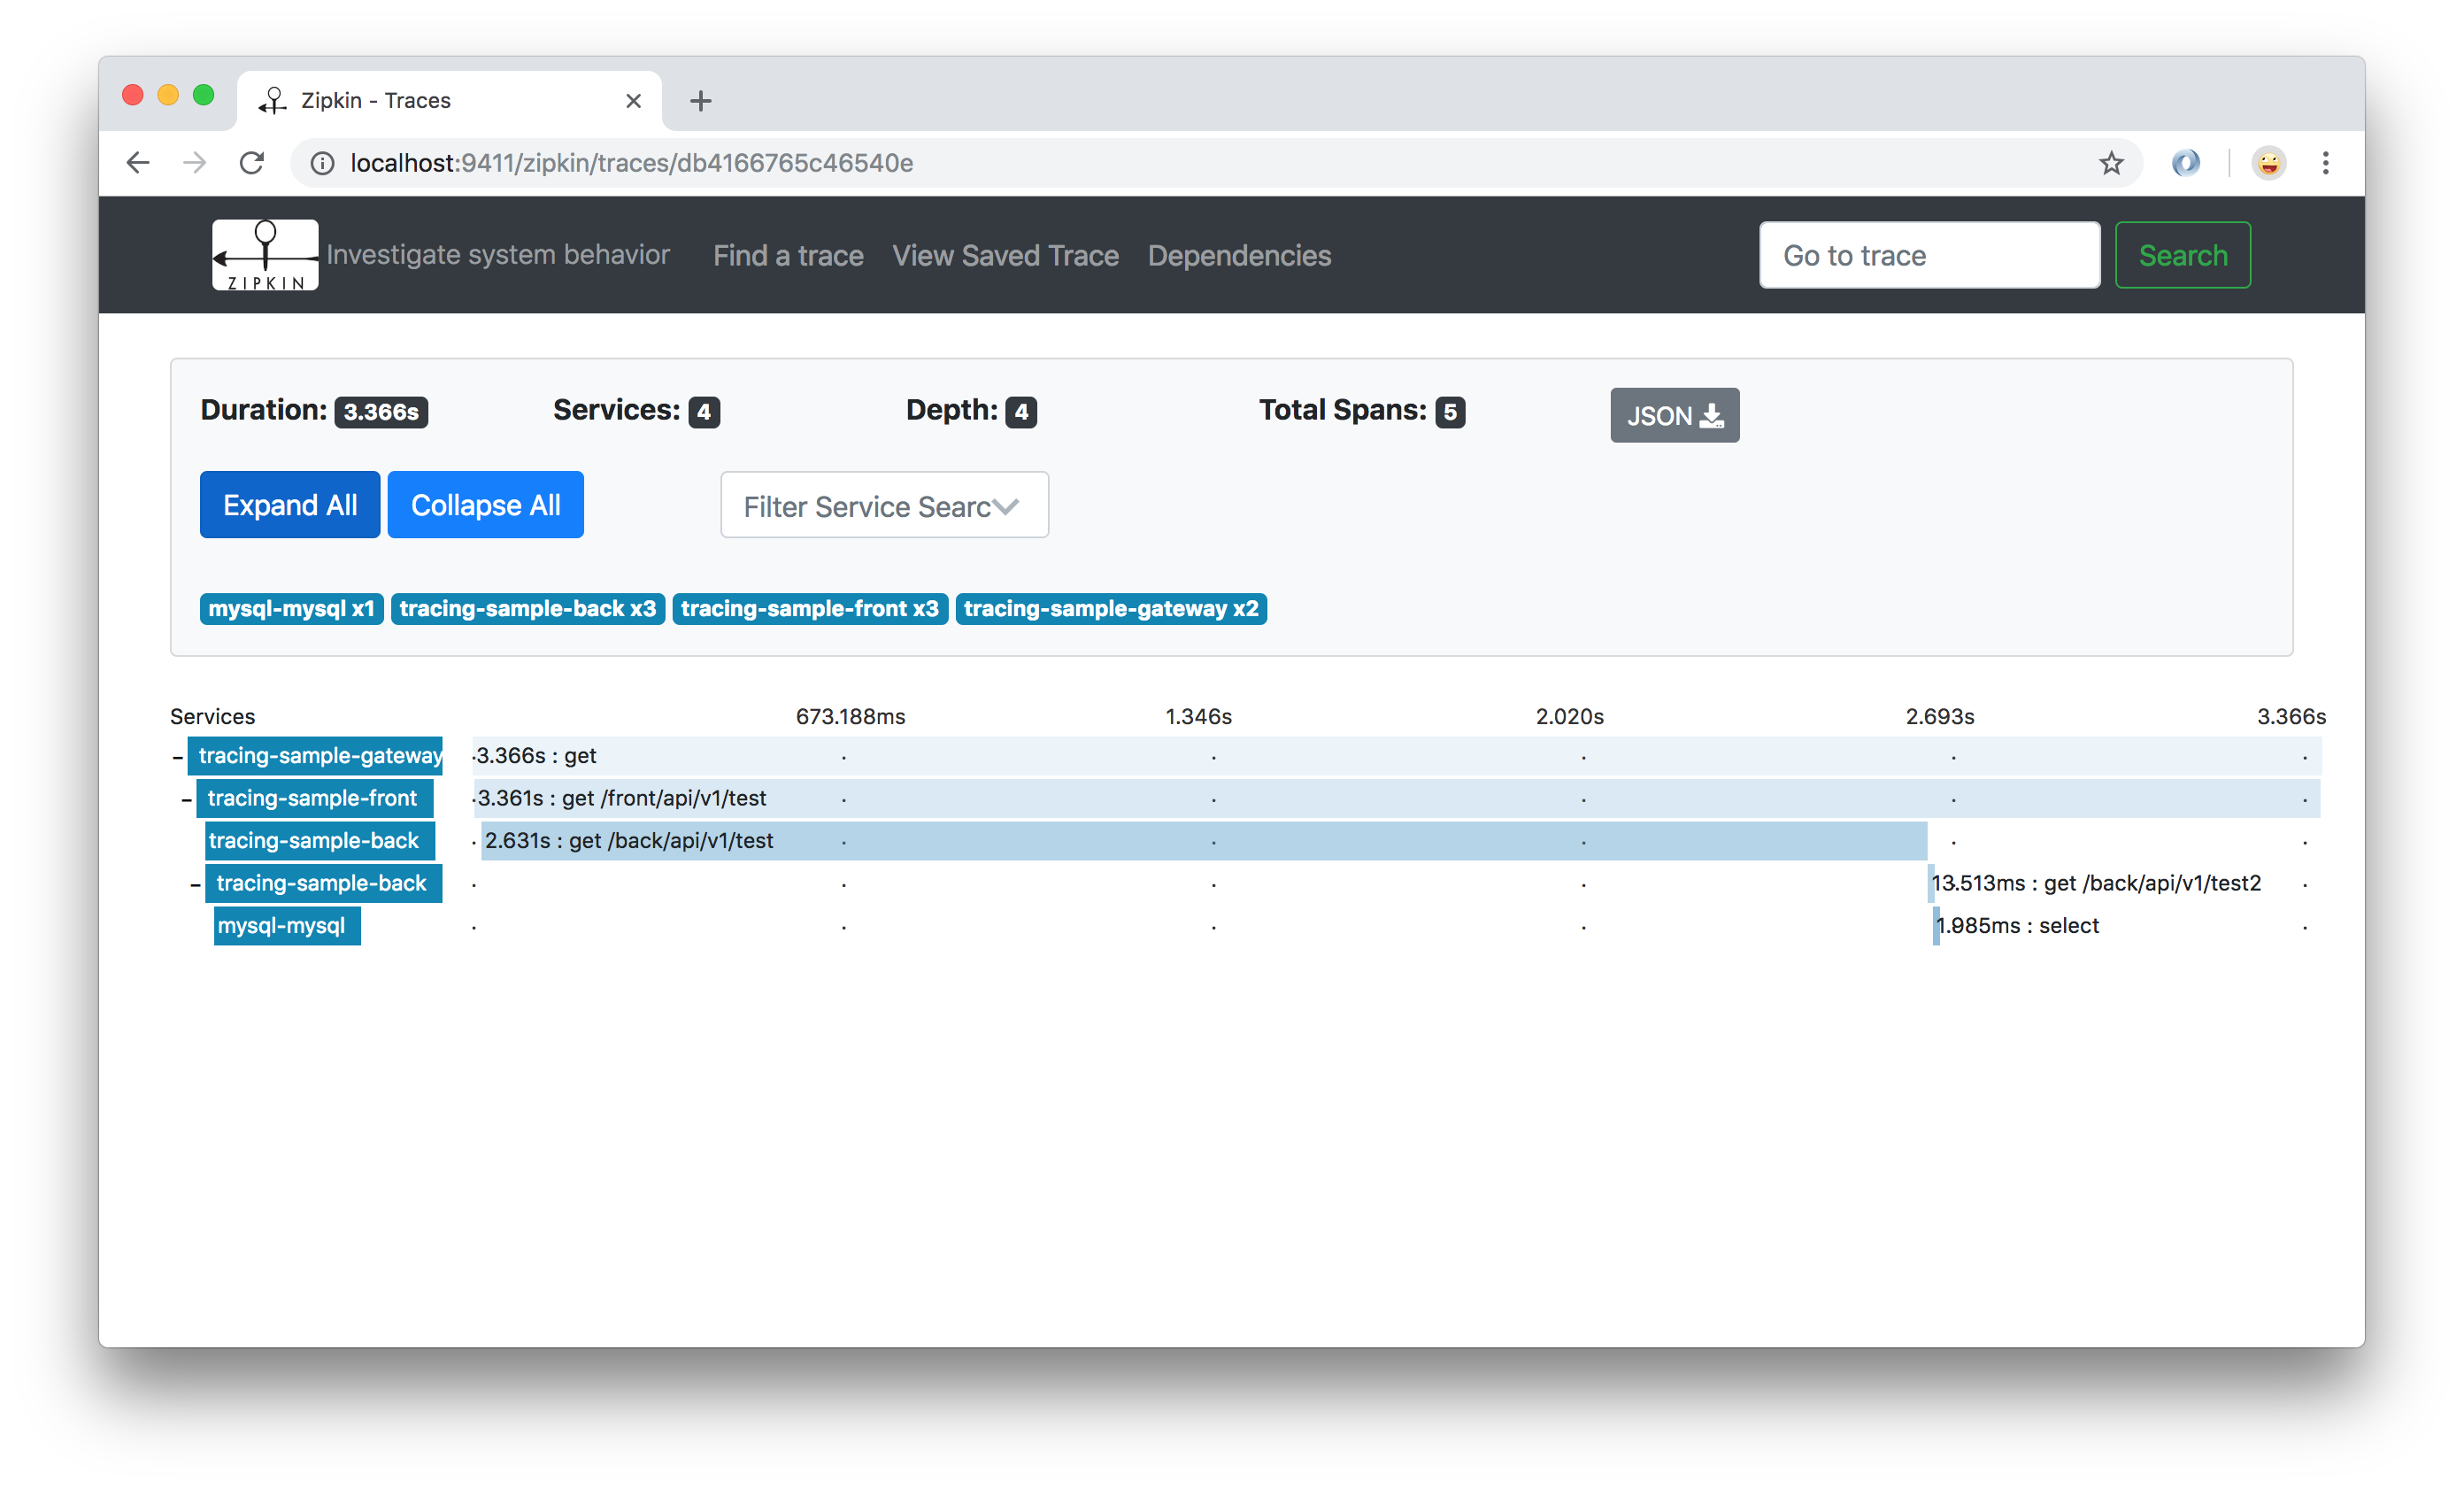 Zipkin - Traces
localhost:9411/zipkin/traces/db4166765c46540e
ZIPKIN
Investigate system behavior Find a trace View Saved Trace Dependencies Go to trace Search
Duration: 3.366s Services: 4 Depth: 4 Total Spans: 5 JSON
Expand All Collapse All Filter Service Searc
mysql-mysql x1 tracing-sample-back x3 tracing-sample-front x3 tracing-sample-gateway x2
Services 673.188ms 1.346s 2.020s 2.693s 3.366s
tracing-sample-gateway 3.366s : get
tracing-sample-front 3.361s : get /front/api/v1/test
tracing-sample-back 2.631s : get /back/api/v1/test
tracing-sample-back 13.513ms : get /back/api/v1/test2
mysql-mysql 1.985ms : select